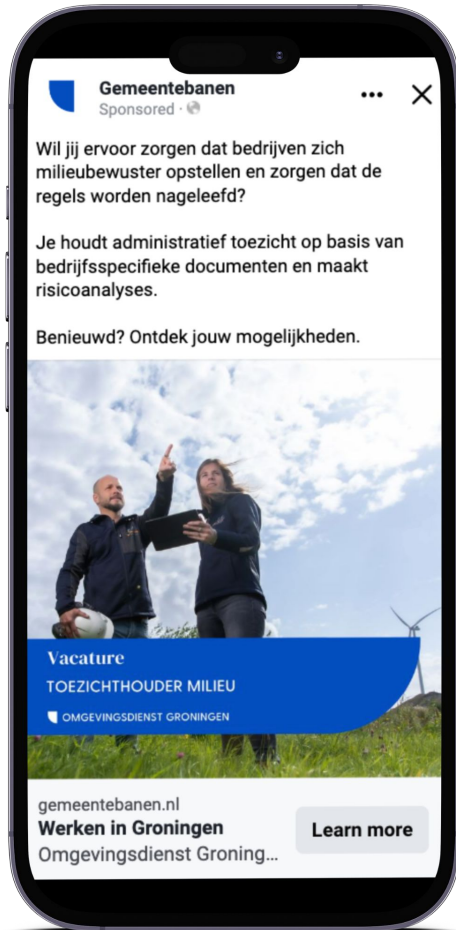 Gemeentebanen
Sponsored ·
Wil jij ervoor zorgen dat bedrijven zich
milieubewuster opstellen en zorgen dat de
regels worden nageleefd?
Je houdt administratief toezicht op basis van
bedrijfsspecifieke documenten en maakt
risicoanalyses.
Benieuwd? Ontdek jouw mogelijkheden.
Vacature
TOEZICHTHOUDER MILIEU
OMGEVINGSDIENST GRONINGEN
gemeentebanen.nl
Werken in Groningen
Omgevingsdienst Groning...
Learn more